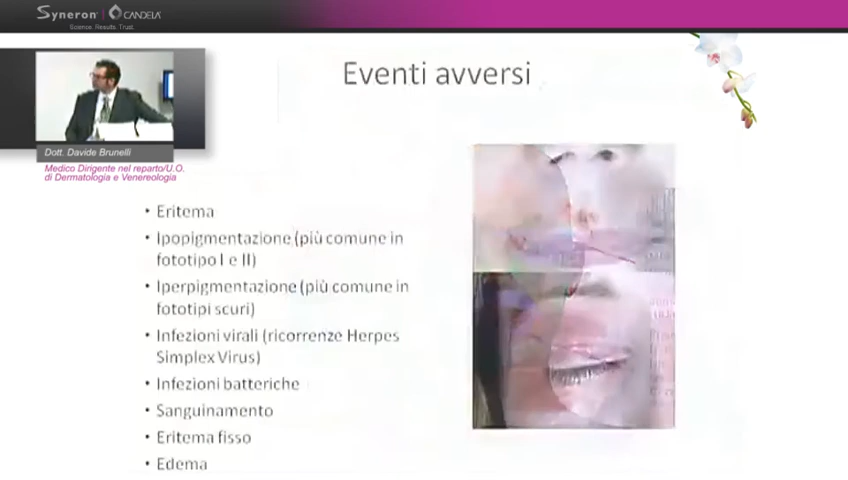 Syneron | CANDELA
Science. Results. Trust.
Eventi avversi
Dott. Davide Brunelli
Medico Dirigente nel reparto/U.O.
di Dermatologia e Venereologia
• Eritema
• Ipopigmentazione (più comune in
fototipo I e II)
• Iperpigmentazione (più comune in
fototipi scuri)
• Infezioni virali (ricorrenze Herpes
Simplex Virus)
• Infezioni batteriche
• Sanguinamento
• Eritema fisso
• Edema